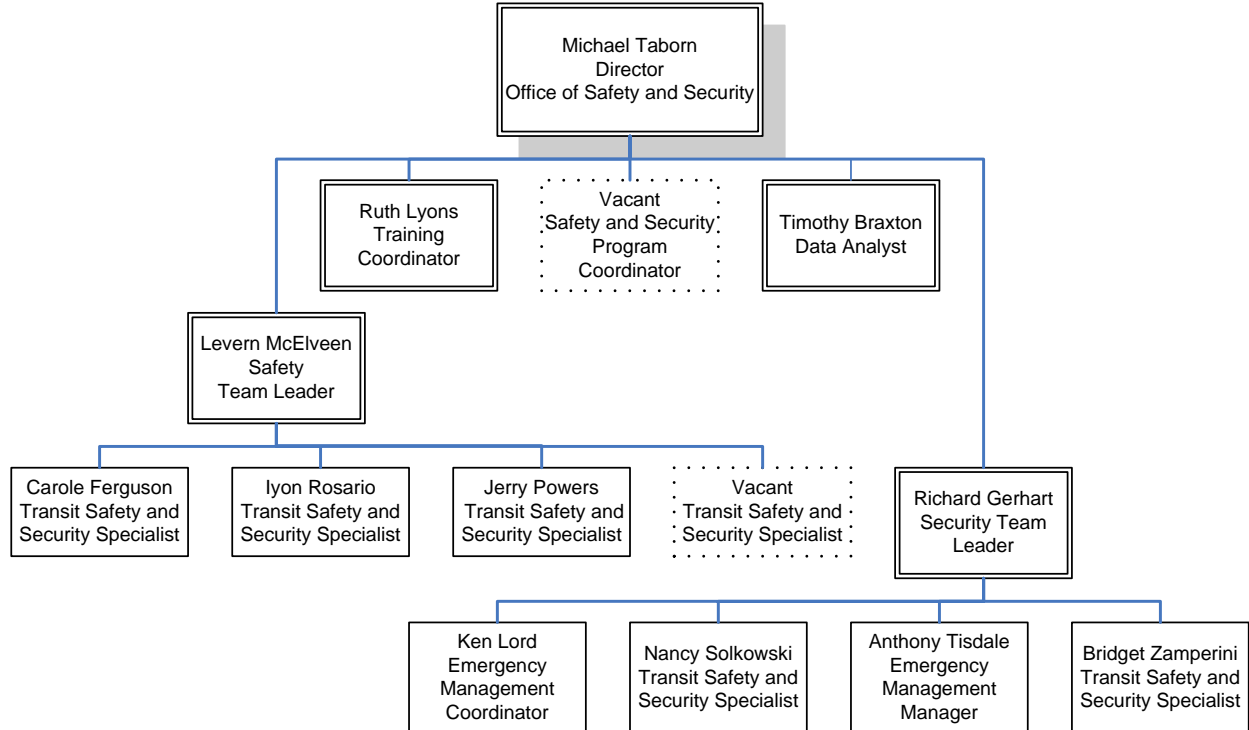 Michael Taborn
Director
Office of Safety and Security
Ruth Lyons
Training
Coordinator
Vacant
Safety and Security
Program
Coordinator
Timothy Braxton
Data Analyst
Levern McElveen
Safety
Team Leader
Carole Ferguson
Transit Safety and
Security Specialist
Iyon Rosario
Transit Safety and
Security Specialist
Jerry Powers
Transit Safety and
Security Specialist
Vacant
Transit Safety and
Security Specialist
Richard Gerhart
Security Team
Leader
Ken Lord
Emergency
Management
Coordinator
Nancy Solkowski
Transit Safety and
Security Specialist
Anthony Tisdale
Emergency
Management
Manager
Bridget Zamperini
Transit Safety and
Security Specialist